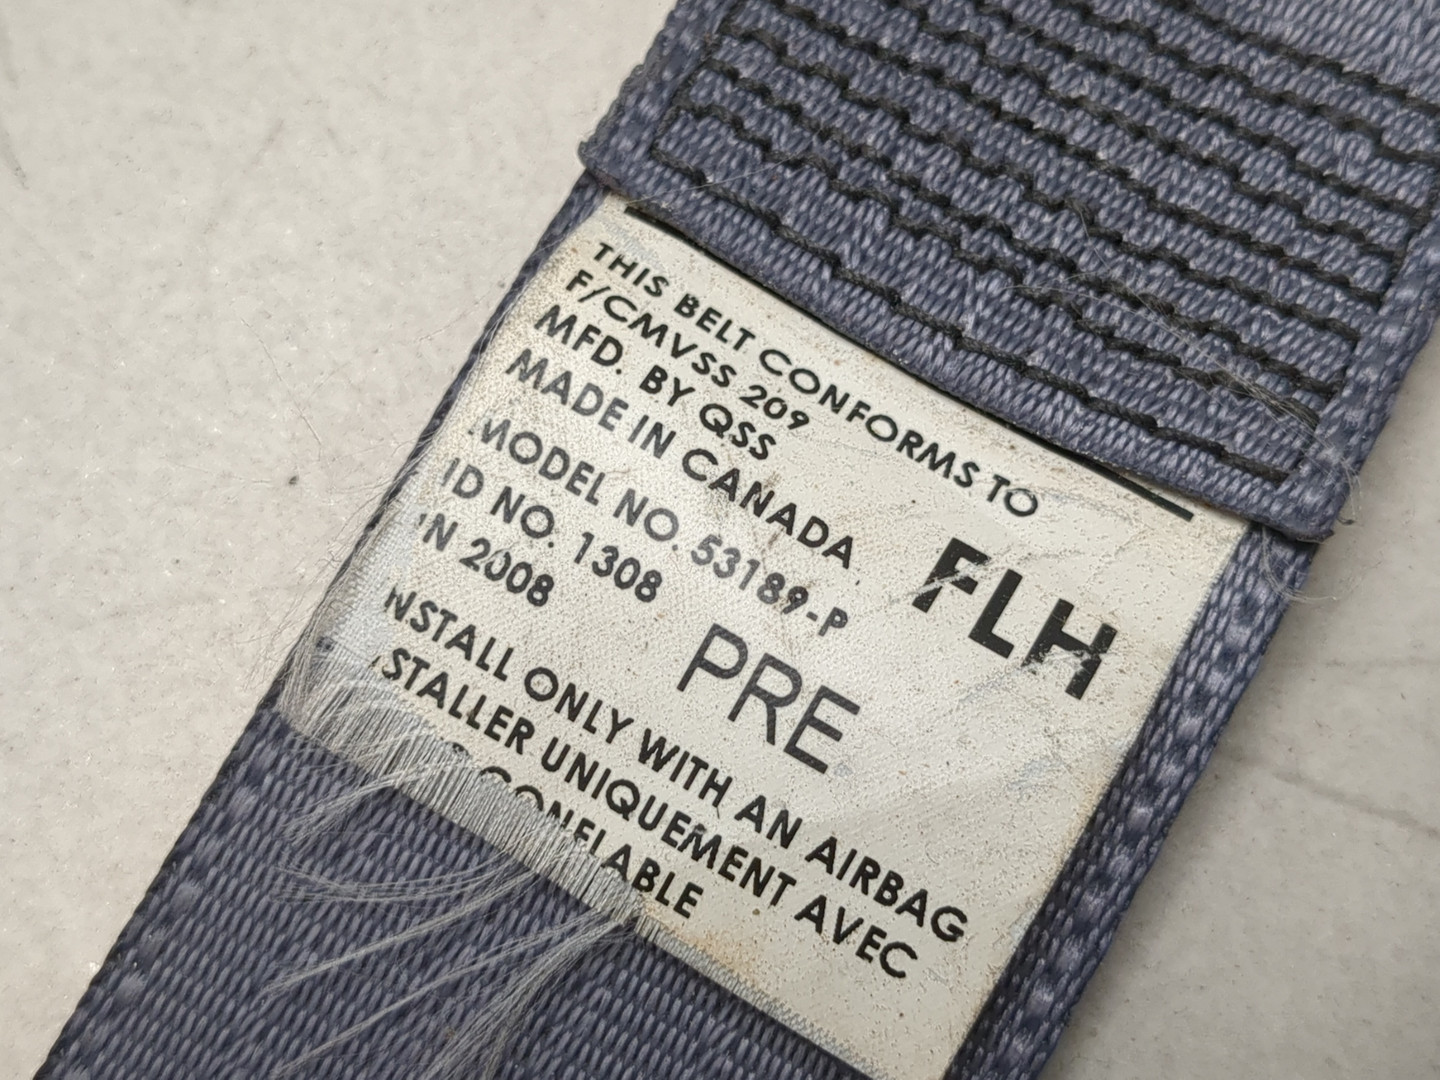 THIS BELT CONFORMS TO
F/CMVSS 209
MFD. BY QSS
MADE IN CANADA
MODEL NO. 53189-P
ID NO. 1308
N 2008
FLH
PRE
NSTALL ONLY WITH AN AIRBAG
STALLER UNIQUEMENT AVEC
CONFLABLE